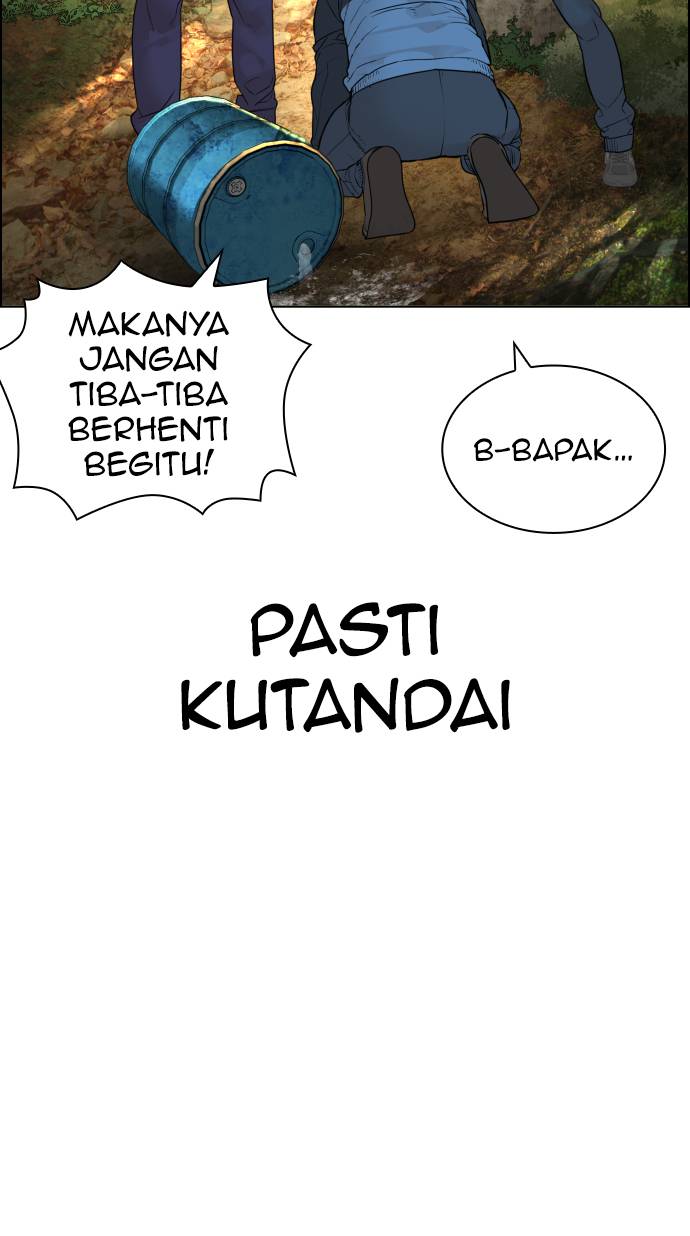 MAKANYA
JANGAN
TIBA-TIBA
BERHENTI
BEGITU!
B-BAPAK...
PASTI
KUTANDAI